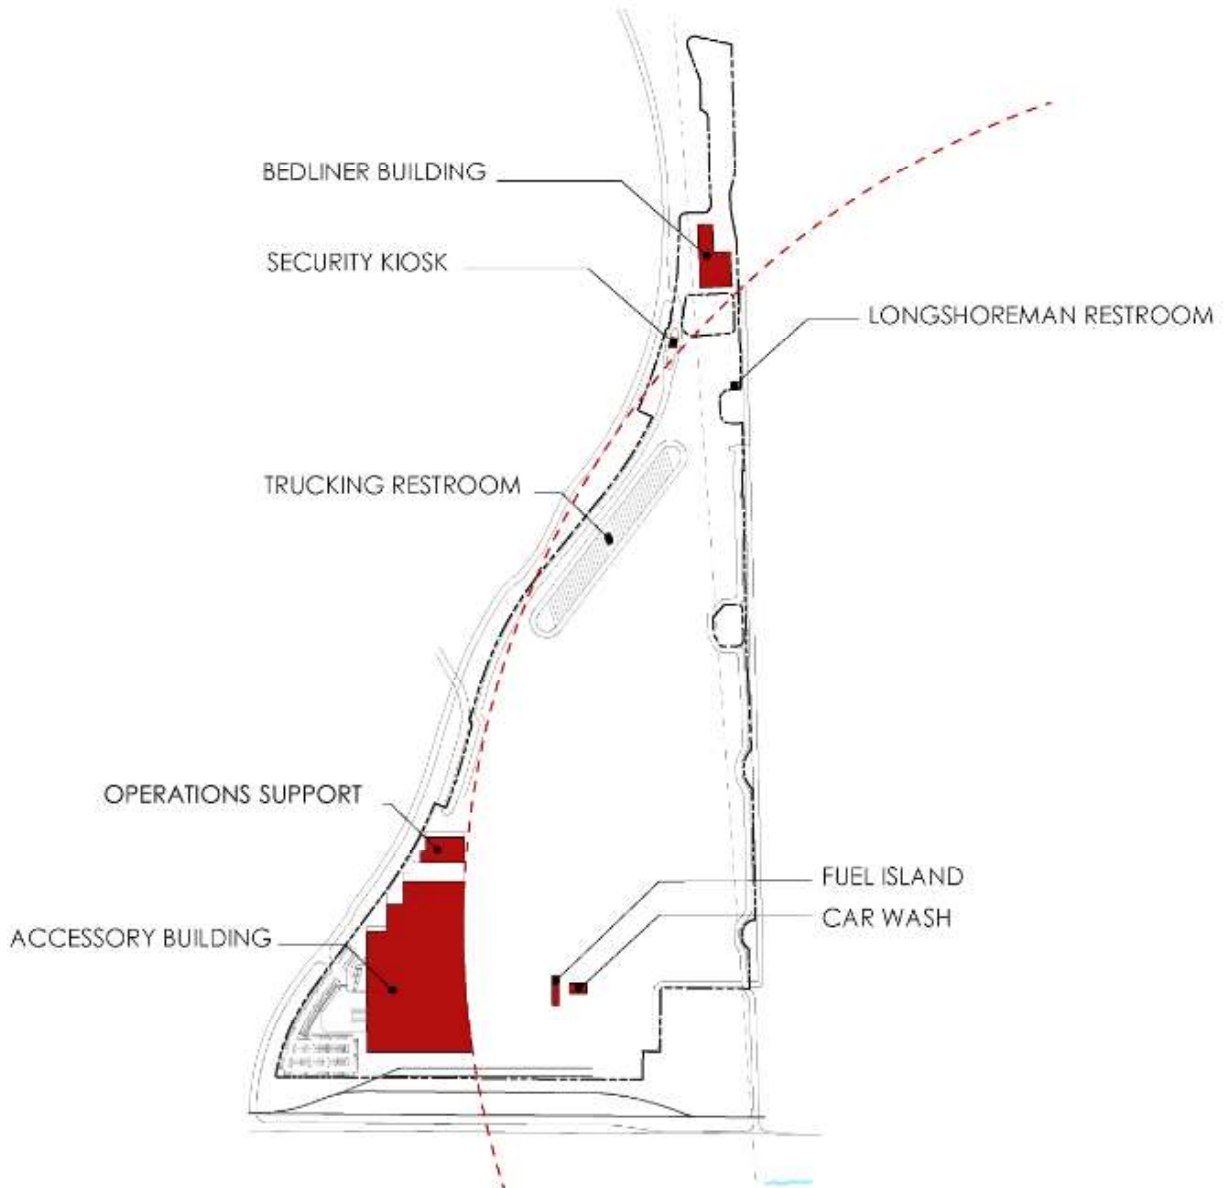 BEDLINER BUILDING
SECURITY KIOSK
LONGSHOREMAN RESTROOM
TRUCKING RESTROOM
OPERATIONS SUPPORT
FUEL ISLAND
CAR WASH
ACCESSORY BUILDING